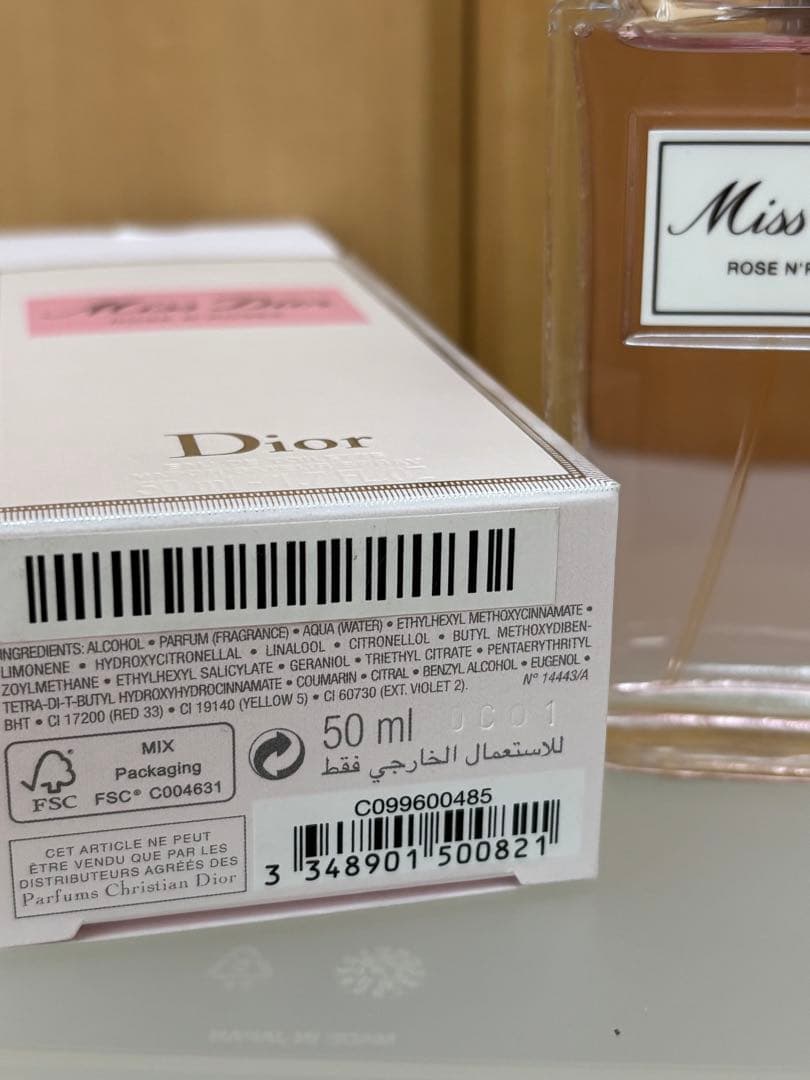 Miss Dior
Dior
INGREDIENTS: ALCOHOL • PARFUM (FRAGRANCE) • AQUA (WATER) • ETHYLHEXYL METHOXYCINNAMATE •
LIMONENE • HYDROXYCITRONELLAL • LINALOOL • CITRONELLOL • BUTYL METHOXYDIBEN-
ZOYLMETHANE • ETHYLHEXYL SALICYLATE • GERANIOL • TRIETHYL CITRATE • PENTAERYTHRITYL
TETRA-DI-T-BUTYL HYDROXYHYDROCINNAMATE • COUMARIN • CITRAL • BENZYL ALCOHOL • EUGENOL •
BHT • CI 17200 (RED 33) • CI 19140 (YELLOW 5) • CI 60730 (EXT. VIOLET 2).
N° 14443/A
FSC
MIX
Packaging
FSC® C004631
50 ml
0C01
للاستعمال الخارجي فقط
CET ARTICLE NE PEUT
ÊTRE VENDU QUE PAR LES
DISTRIBUTEURS AGRÉÉS DES
Parfums Christian Dior
C099600485
3 348901 500821
Miss
ROSE N'R